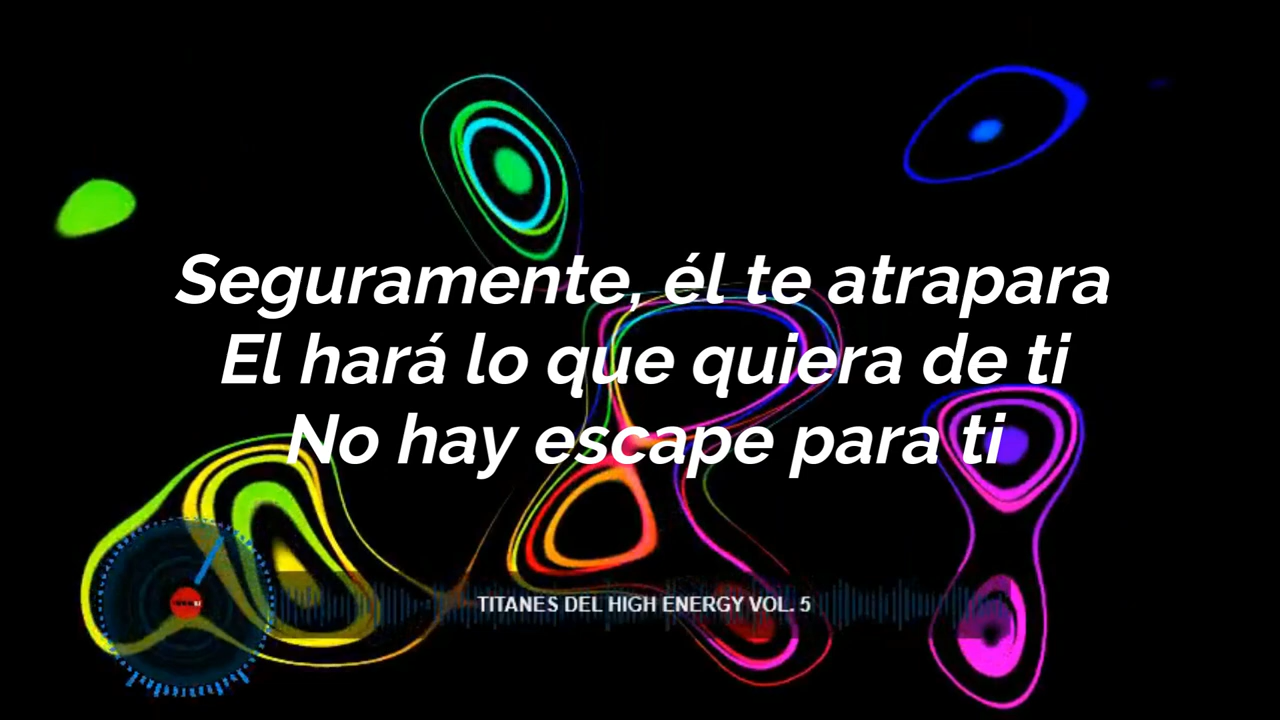 Seguramente, él te atrapara
El hará lo que quiera de ti
No hay escape para ti
TITANES DEL HIGH ENERGY VOL. 5